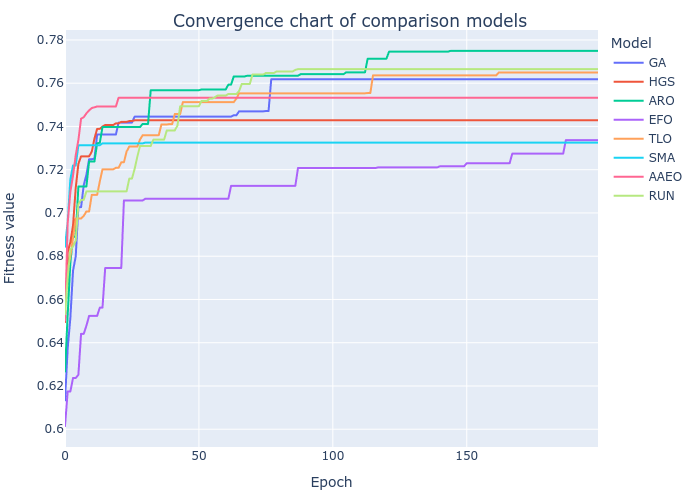 Convergence chart of comparison models
Fitness value
0.78
0.76
0.74
0.72
0.7
0.68
0.66
0.64
0.62
0.6
0
50
100
150
Epoch
Model
GA
HGS
ARO
EFO
TLO
SMA
AAEO
RUN